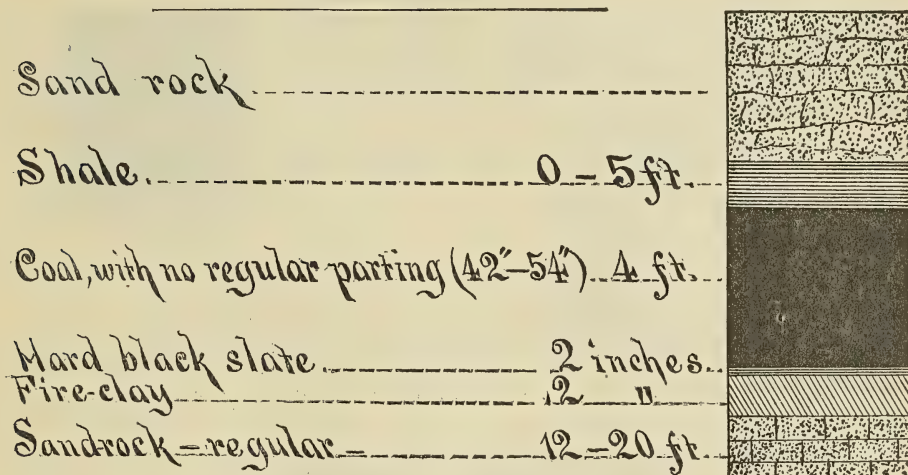 Sand rock
Shale. 0 – 5 ft.
Coal, with no regular parting (42"–54") 4 ft.
Hard black slate. 2 inches.
Fire-clay 12 "
Sandrock – regular – 12 – 20 ft.